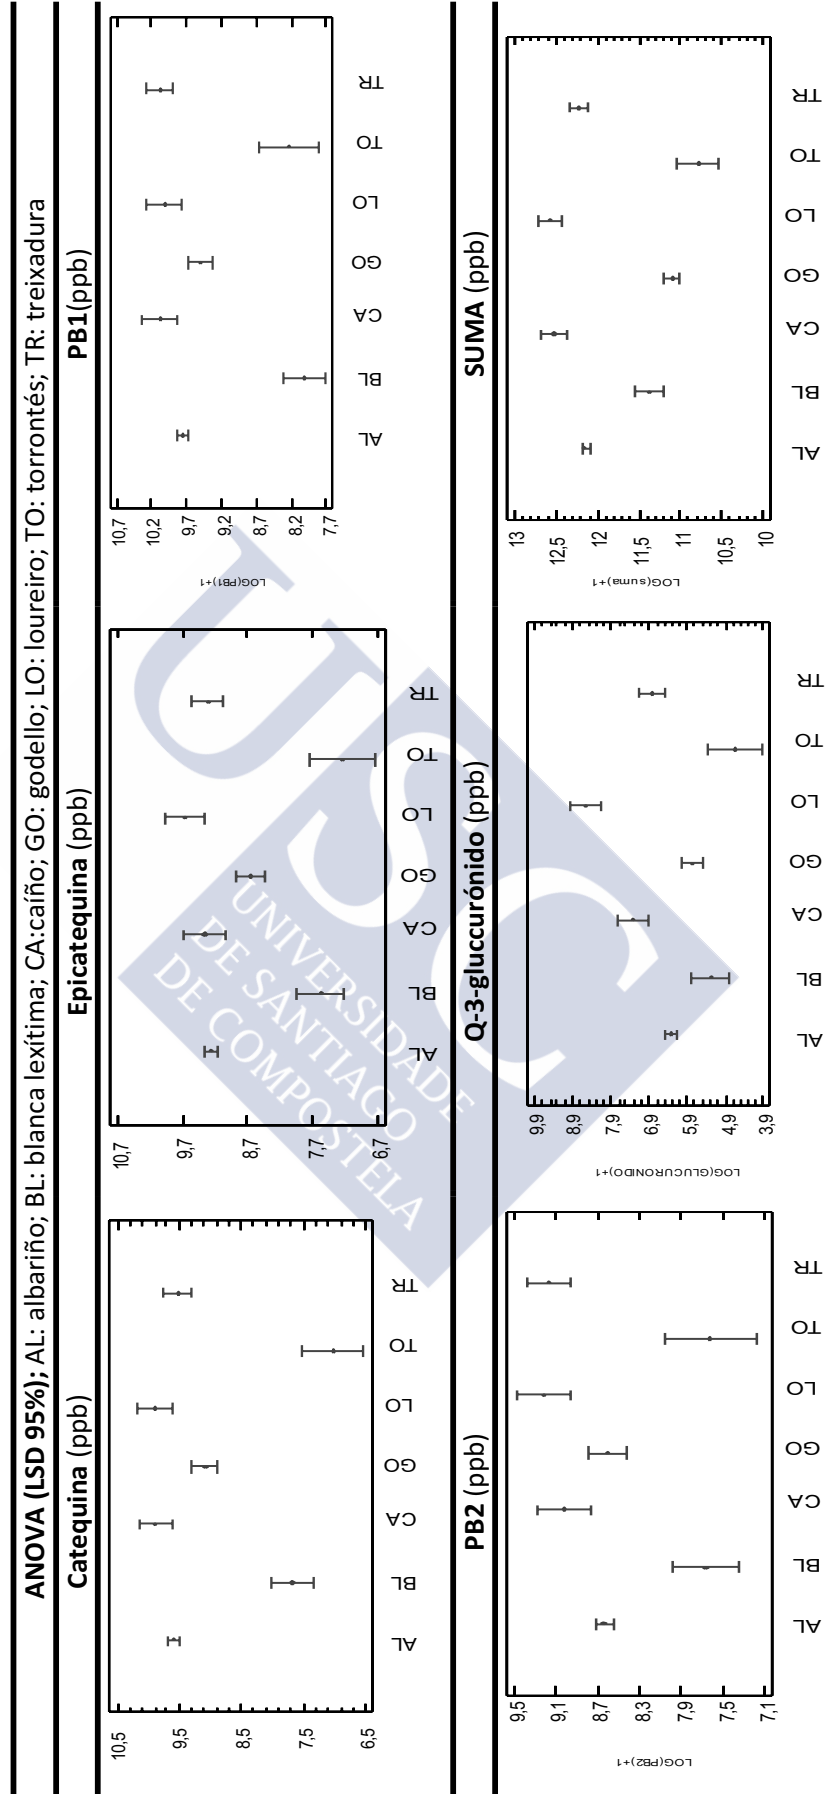 ANOVA (LSD 95%); AL: albariño; BL: blanca lexítima; CA:caíño; GO: godello; LO: loureiro; TO: torrontés; TR: treixadura
Catequina (ppb)
Epicatequina (ppb)
PB1(ppb)
10,5
9,5
8,5
7,5
6,5
AL
BL
CA
GO
LO
TO
TR
10,7
9,7
8,7
7,7
6,7
AL
BL
CA
GO
LO
TO
TR
LOG(PB1)+1
10,7
10,2
9,7
9,2
8,7
8,2
7,7
AL
BL
CA
GO
LO
TO
TR
PB2 (ppb)
Q-3-gluccurónido (ppb)
SUMA (ppb)
LOG(PB2)+1
9,5
9,1
8,7
8,3
7,9
7,5
7,1
AL
BL
CA
GO
LO
TO
TR
LOG(GLUCURONIDO)+1
9,9
8,9
7,9
6,9
5,9
4,9
3,9
AL
BL
CA
GO
LO
TO
TR
LOG(suma)+1
13
12,5
12
11,5
11
10,5
10
AL
BL
CA
GO
LO
TO
TR
USC
UNIVERSIDADE
DE SANTIAGO
DE COMPOSTELA